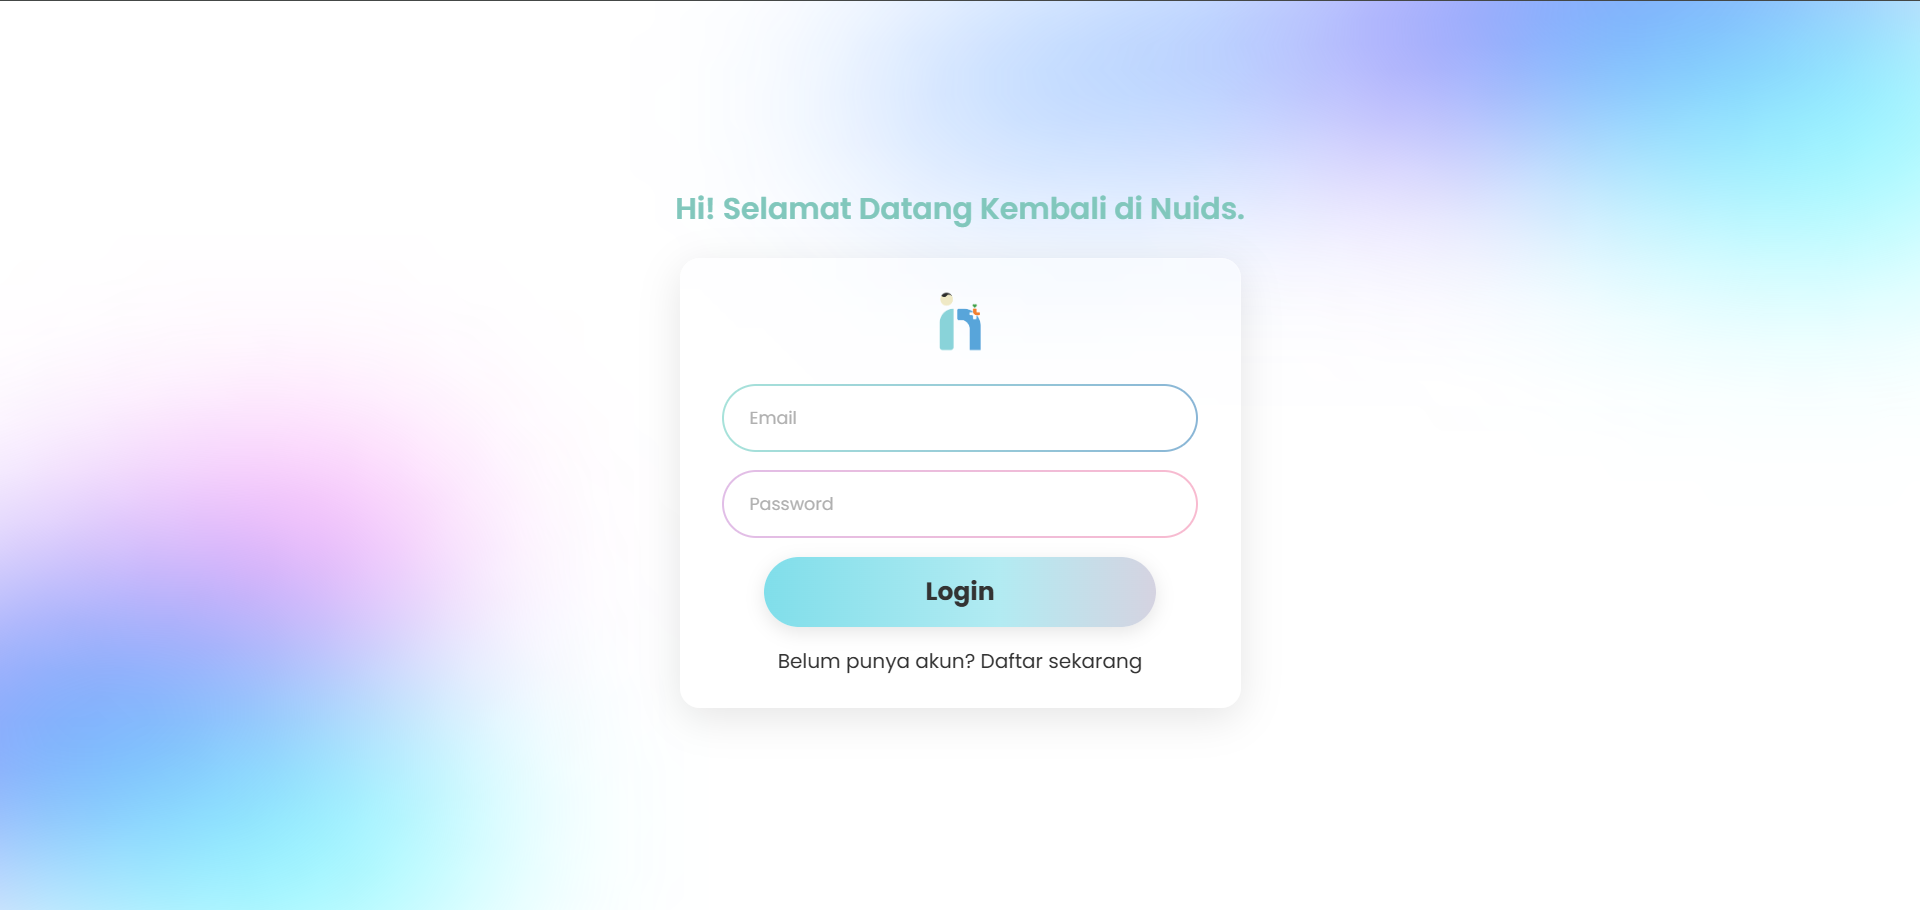 Hi! Selamat Datang Kembali di Nuids.
Email
Password
Login
Belum punya akun? Daftar sekarang